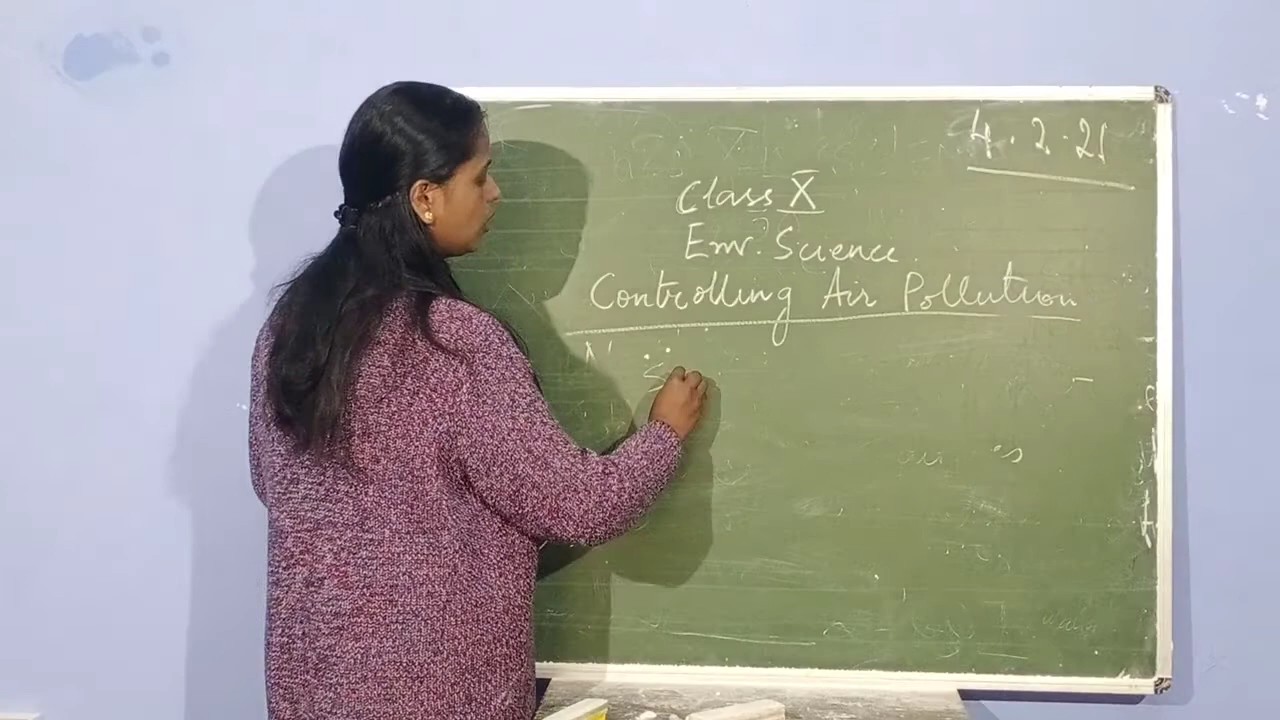 4.2.21
Class X
Env. Science
Controlling Air Pollution